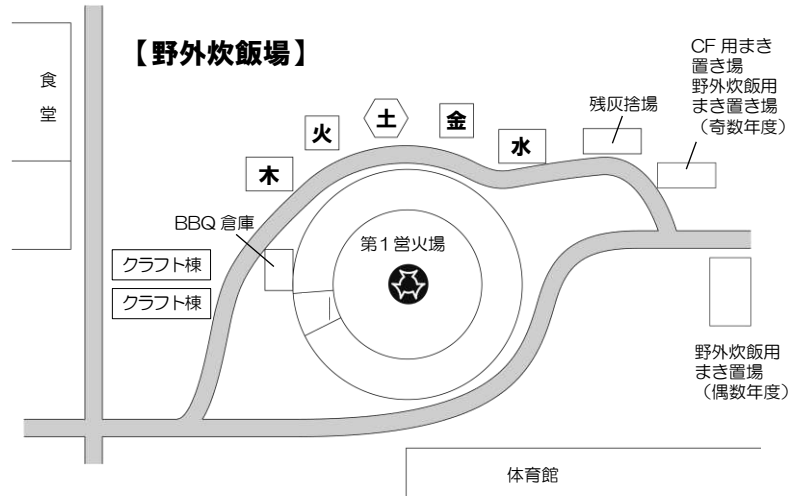 【野外炊飯場】
食
堂
木
火
土
金
水
残灰捨場
CF 用まき
置き場
野外炊飯用
まき置き場
（奇数年度）
BBQ 倉庫
クラフト棟
クラフト棟
第１営火場
野外炊飯用
まき置場
（偶数年度）
体育館